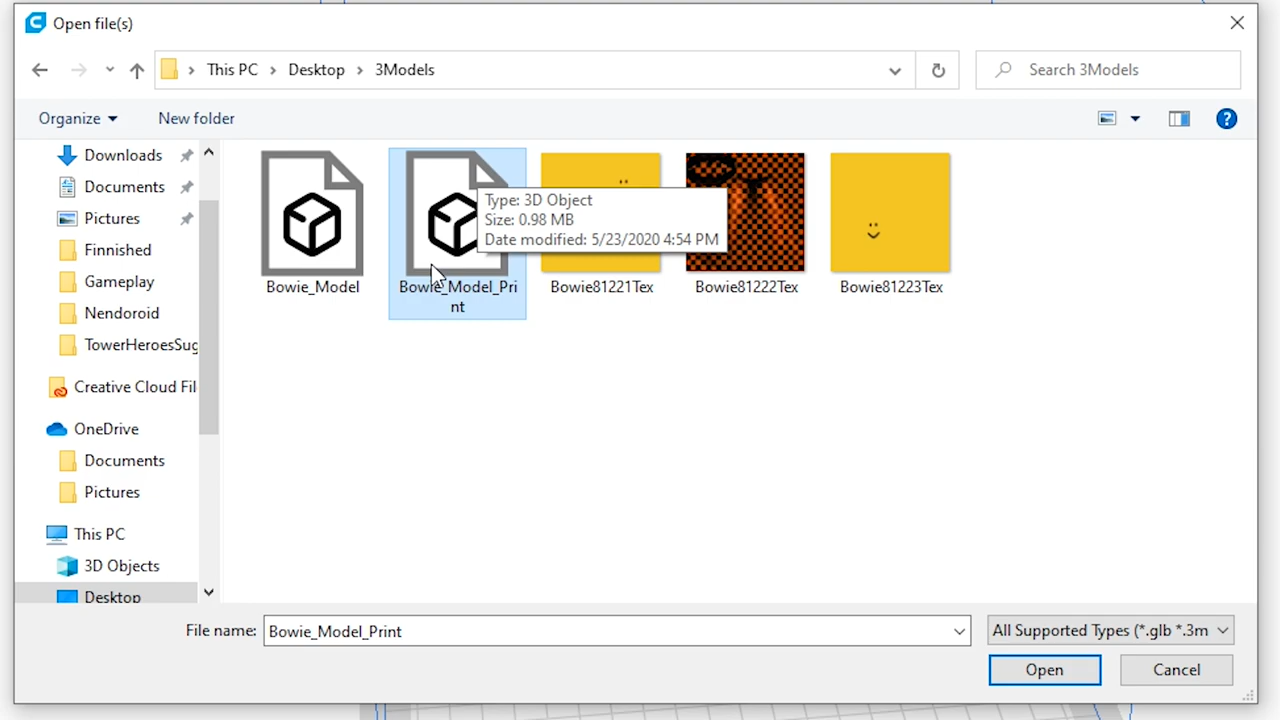 Open file(s)
This PC
Desktop
3Models
Search 3Models
Organize
New folder
Downloads
Documents
Pictures
Finnished
Gameplay
Nendoroid
TowerHeroesSug
Creative Cloud Fil
OneDrive
Documents
Pictures
This PC
3D Objects
Desktop
Bowie_Model
Bowie_Model_Pri
nt
Type: 3D Object
Size: 0.98 MB
Date modified: 5/23/2020 4:54 PM
Bowie81221Tex
Bowie81222Tex
Bowie81223Tex
File name:
Bowie_Model_Print
All Supported Types (*.glb *.3m
Open
Cancel